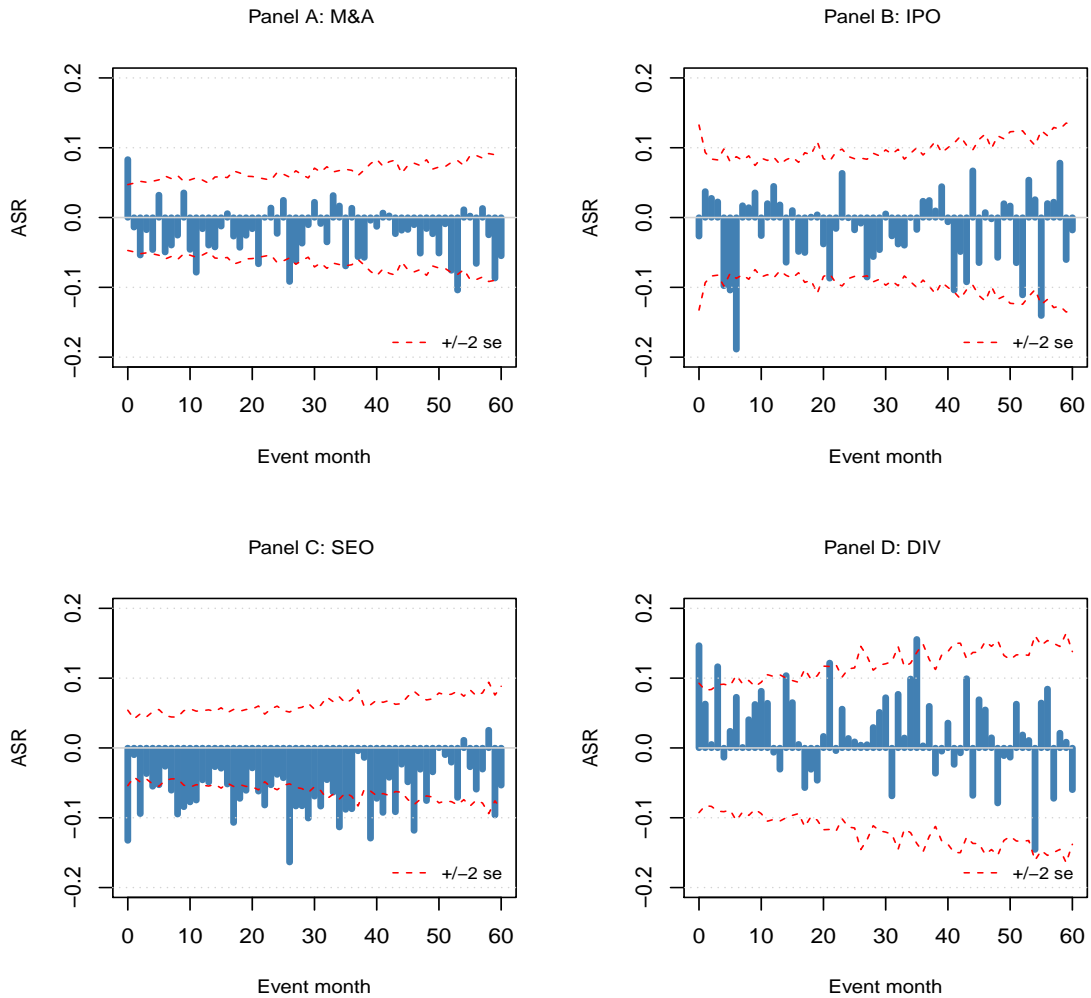 Panel A: M&A
ASR
0.2
0.1
0.0
−0.1
−0.2
+/−2 se
0 10 20 30 40 50 60
Event month
Panel B: IPO
ASR
0.2
0.1
0.0
−0.1
−0.2
+/−2 se
0 10 20 30 40 50 60
Event month
Panel C: SEO
ASR
0.2
0.1
0.0
−0.1
−0.2
+/−2 se
0 10 20 30 40 50 60
Event month
Panel D: DIV
ASR
0.2
0.1
0.0
−0.1
−0.2
+/−2 se
0 10 20 30 40 50 60
Event month